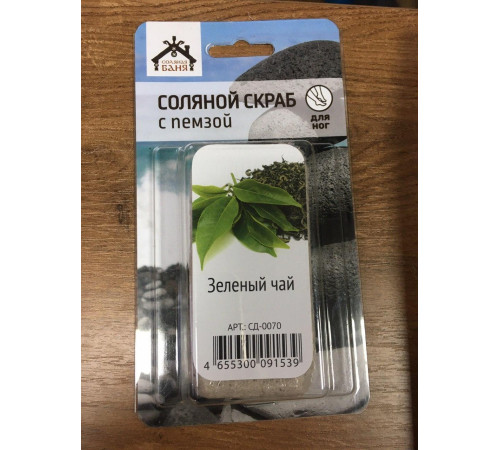 СОЛЯНАЯ
БАНЯ
СОЛЯНОЙ СКРАБ
с пемзой
ДЛЯ
НОГ
Зеленый чай
АРТ.: СД-0070
4 655300 091539